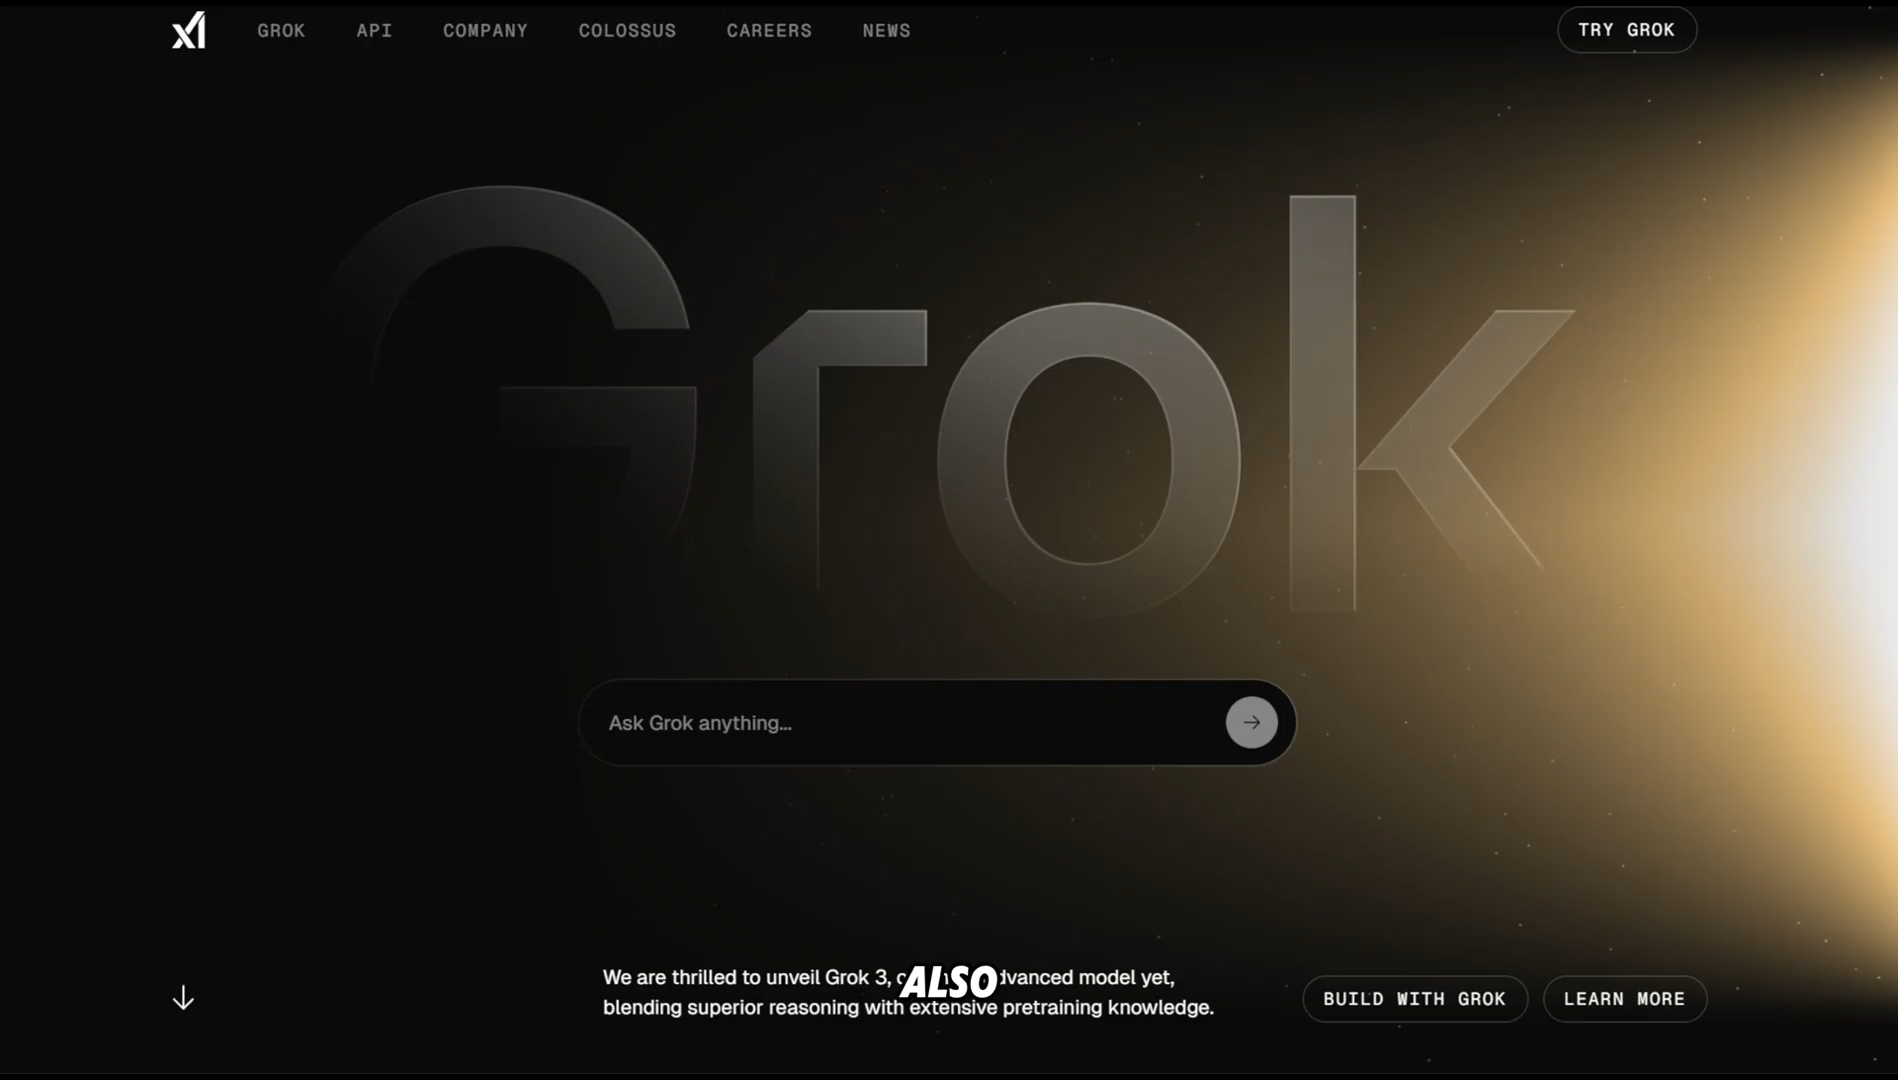 xI
GROK API COMPANY COLOSSUS CAREERS NEWS TRY GROK
Grok
Ask Grok anything...
We are thrilled to unveil Grok 3, dvanced model yet,
ALSO
blending superior reasoning with extensive pretraining knowledge.
BUILD WITH GROK LEARN MORE